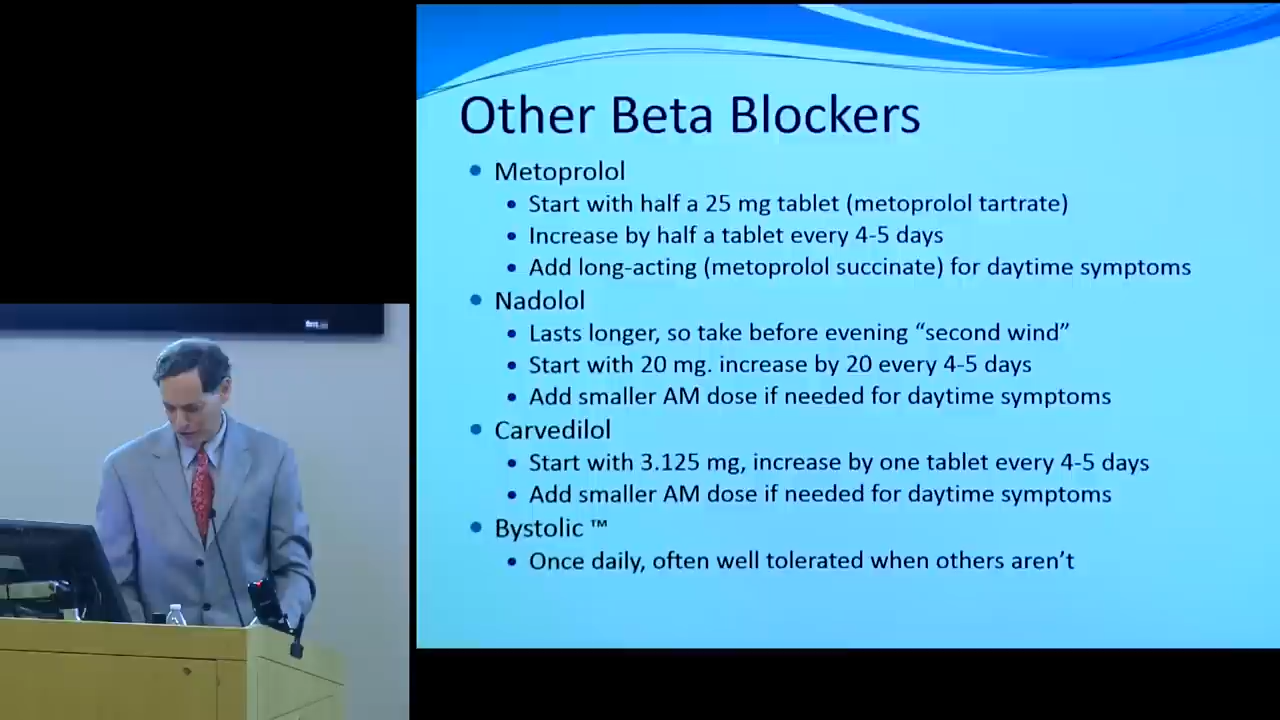 Other Beta Blockers
• Metoprolol
• Start with half a 25 mg tablet (metoprolol tartrate)
• Increase by half a tablet every 4-5 days
• Add long-acting (metoprolol succinate) for daytime symptoms
• Nadolol
• Lasts longer, so take before evening “second wind”
• Start with 20 mg. increase by 20 every 4-5 days
• Add smaller AM dose if needed for daytime symptoms
• Carvedilol
• Start with 3.125 mg, increase by one tablet every 4-5 days
• Add smaller AM dose if needed for daytime symptoms
• Bystolic ™
• Once daily, often well tolerated when others aren’t